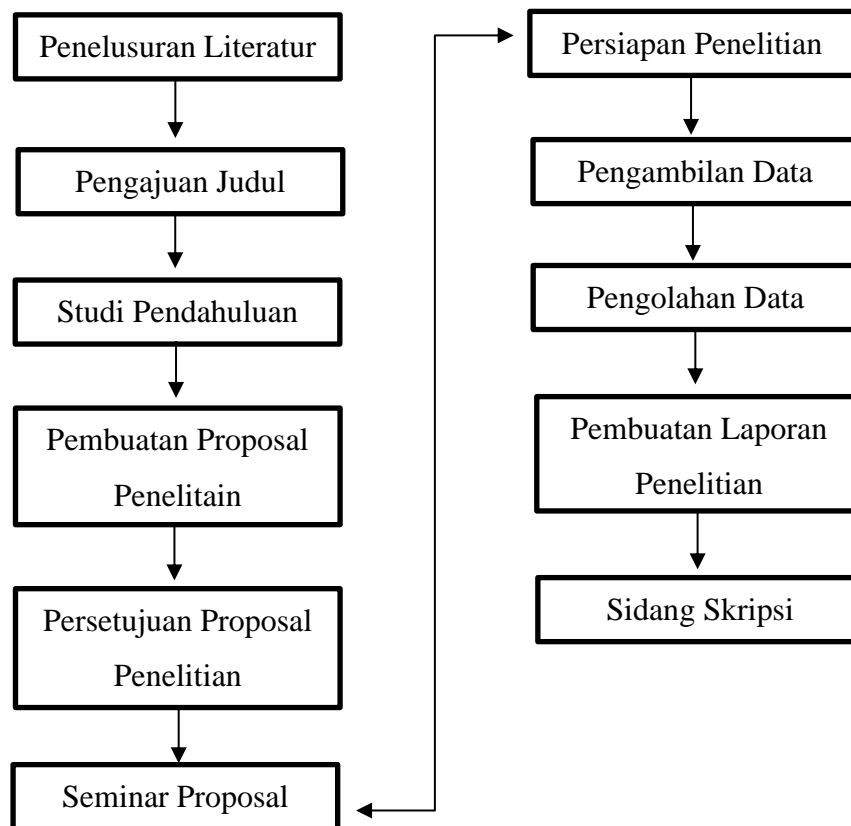 Penelusuran Literatur
Pengajuan Judul
Studi Pendahuluan
Pembuatan Proposal
Penelitain
Persetujuan Proposal
Penelitian
Seminar Proposal
Persiapan Penelitian
Pengambilan Data
Pengolahan Data
Pembuatan Laporan
Penelitian
Sidang Skripsi